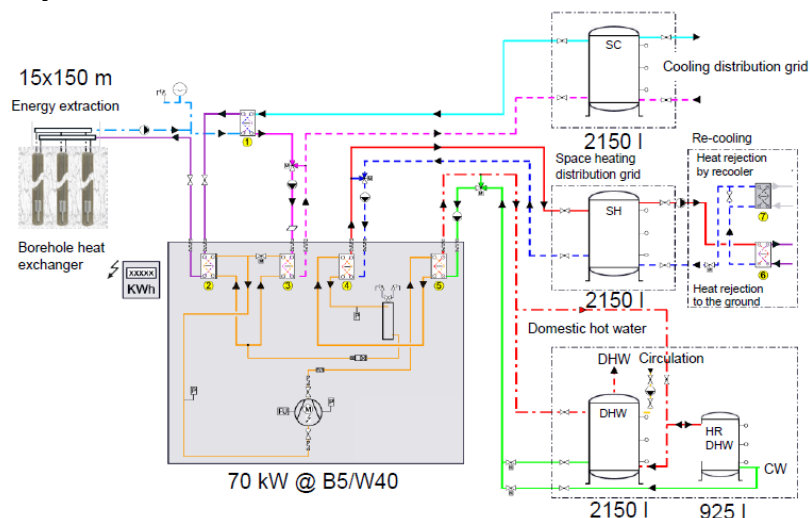 15x150 m
Energy extraction
Borehole heat
exchanger
XXXXX
KWh
SC
Cooling distribution grid
2150 l
Space heating
distribution grid
SH
2150 l
Re-cooling
Heat rejection
by recooler
7
6
Heat rejection
to the ground
1
2
3
4
5
M
70 kW @ B5/W40
Domestic hot water
DHW
Circulation
DHW
HR
DHW
CW
2150 l
925 l